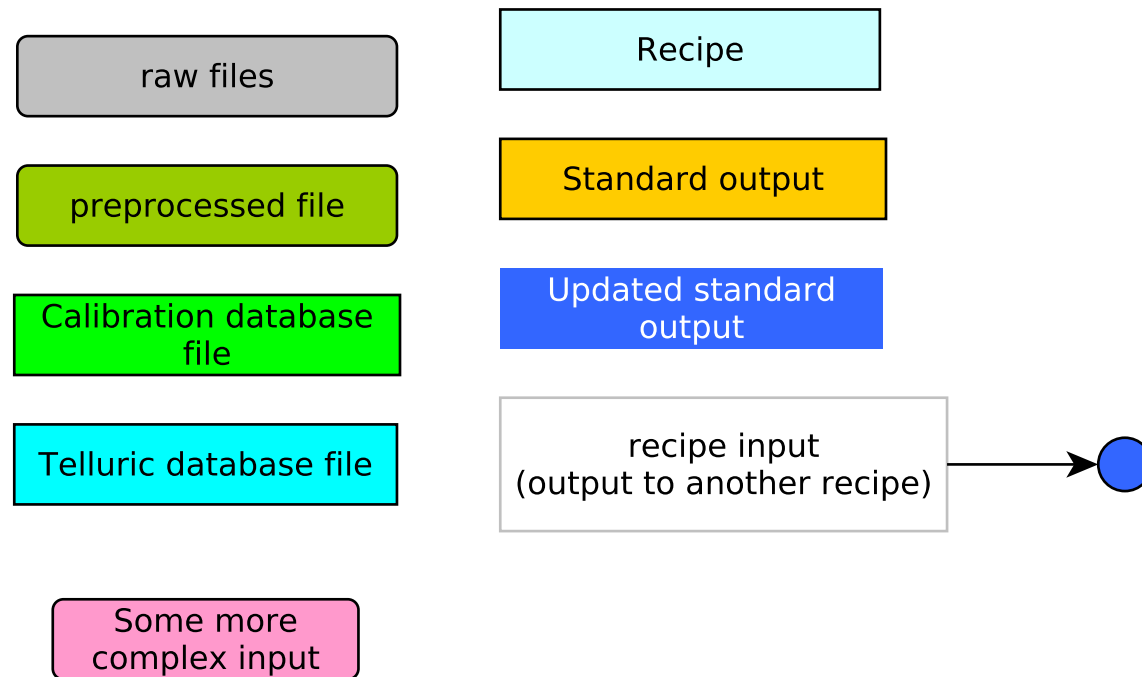 raw files
preprocessed file
Calibration database
file
Telluric database file
Some more
complex input
Recipe
Standard output
Updated standard
output
recipe input
(output to another recipe)